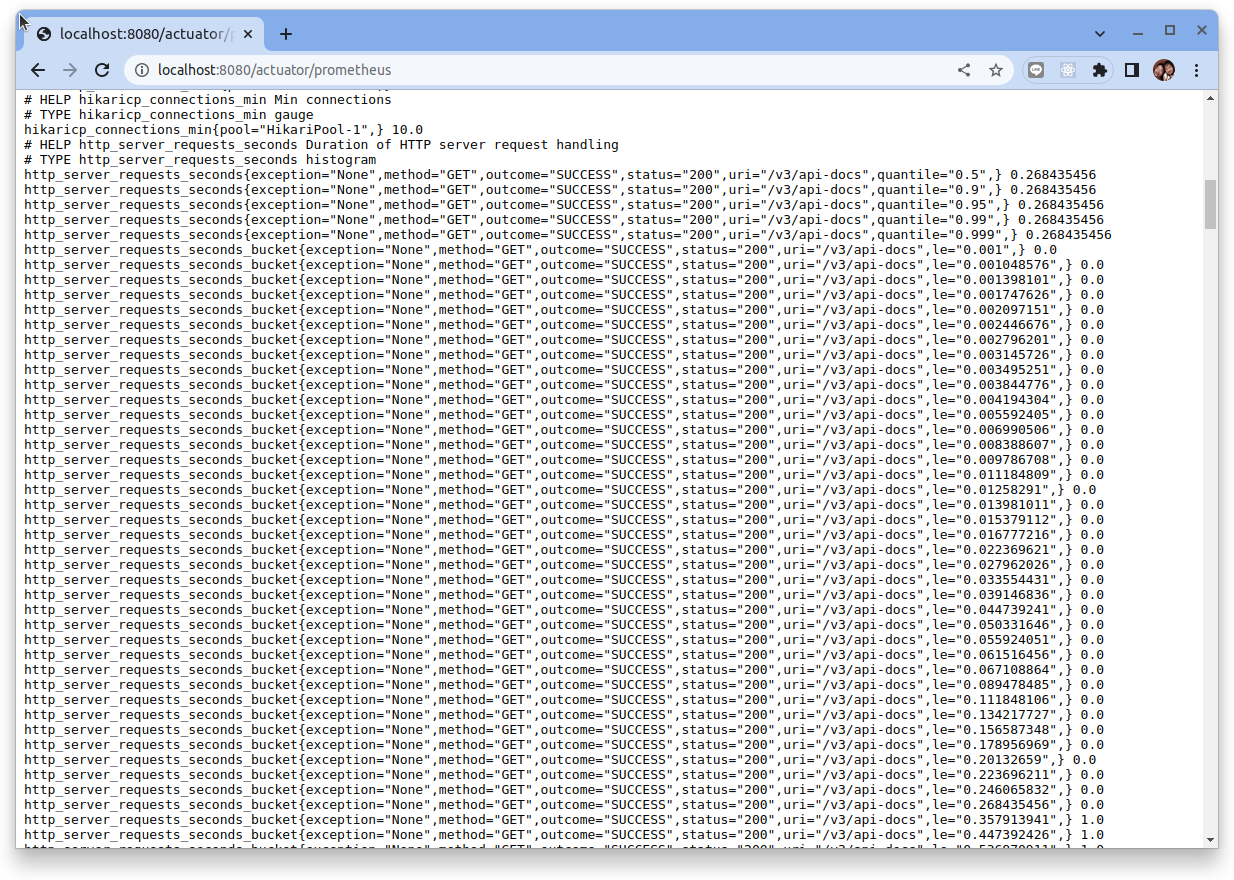 localhost:8080/actuator/p
localhost:8080/actuator/prometheus
# HELP hikaricp_connections_min Min connections
# TYPE hikaricp_connections_min gauge
hikaricp_connections_min{pool="HikariPool-1",} 10.0
# HELP http_server_requests_seconds Duration of HTTP server request handling
# TYPE http_server_requests_seconds histogram
http_server_requests_seconds{exception="None",method="GET",outcome="SUCCESS",status="200",uri="/v3/api-docs",quantile="0.5",} 0.268435456
http_server_requests_seconds{exception="None",method="GET",outcome="SUCCESS",status="200",uri="/v3/api-docs",quantile="0.9",} 0.268435456
http_server_requests_seconds{exception="None",method="GET",outcome="SUCCESS",status="200",uri="/v3/api-docs",quantile="0.95",} 0.268435456
http_server_requests_seconds{exception="None",method="GET",outcome="SUCCESS",status="200",uri="/v3/api-docs",quantile="0.99",} 0.268435456
http_server_requests_seconds{exception="None",method="GET",outcome="SUCCESS",status="200",uri="/v3/api-docs",quantile="0.999",} 0.268435456
http_server_requests_seconds_bucket{exception="None",method="GET",outcome="SUCCESS",status="200",uri="/v3/api-docs",le="0.001",} 0.0
http_server_requests_seconds_bucket{exception="None",method="GET",outcome="SUCCESS",status="200",uri="/v3/api-docs",le="0.001048576",} 0.0
http_server_requests_seconds_bucket{exception="None",method="GET",outcome="SUCCESS",status="200",uri="/v3/api-docs",le="0.001398101",} 0.0
http_server_requests_seconds_bucket{exception="None",method="GET",outcome="SUCCESS",status="200",uri="/v3/api-docs",le="0.001747626",} 0.0
http_server_requests_seconds_bucket{exception="None",method="GET",outcome="SUCCESS",status="200",uri="/v3/api-docs",le="0.002097151",} 0.0
http_server_requests_seconds_bucket{exception="None",method="GET",outcome="SUCCESS",status="200",uri="/v3/api-docs",le="0.002446676",} 0.0
http_server_requests_seconds_bucket{exception="None",method="GET",outcome="SUCCESS",status="200",uri="/v3/api-docs",le="0.002796201",} 0.0
http_server_requests_seconds_bucket{exception="None",method="GET",outcome="SUCCESS",status="200",uri="/v3/api-docs",le="0.003145726",} 0.0
http_server_requests_seconds_bucket{exception="None",method="GET",outcome="SUCCESS",status="200",uri="/v3/api-docs",le="0.003495251",} 0.0
http_server_requests_seconds_bucket{exception="None",method="GET",outcome="SUCCESS",status="200",uri="/v3/api-docs",le="0.003844776",} 0.0
http_server_requests_seconds_bucket{exception="None",method="GET",outcome="SUCCESS",status="200",uri="/v3/api-docs",le="0.004194304",} 0.0
http_server_requests_seconds_bucket{exception="None",method="GET",outcome="SUCCESS",status="200",uri="/v3/api-docs",le="0.005592405",} 0.0
http_server_requests_seconds_bucket{exception="None",method="GET",outcome="SUCCESS",status="200",uri="/v3/api-docs",le="0.006990506",} 0.0
http_server_requests_seconds_bucket{exception="None",method="GET",outcome="SUCCESS",status="200",uri="/v3/api-docs",le="0.008388607",} 0.0
http_server_requests_seconds_bucket{exception="None",method="GET",outcome="SUCCESS",status="200",uri="/v3/api-docs",le="0.009786708",} 0.0
http_server_requests_seconds_bucket{exception="None",method="GET",outcome="SUCCESS",status="200",uri="/v3/api-docs",le="0.011184809",} 0.0
http_server_requests_seconds_bucket{exception="None",method="GET",outcome="SUCCESS",status="200",uri="/v3/api-docs",le="0.01258291",} 0.0
http_server_requests_seconds_bucket{exception="None",method="GET",outcome="SUCCESS",status="200",uri="/v3/api-docs",le="0.013981011",} 0.0
http_server_requests_seconds_bucket{exception="None",method="GET",outcome="SUCCESS",status="200",uri="/v3/api-docs",le="0.015379112",} 0.0
http_server_requests_seconds_bucket{exception="None",method="GET",outcome="SUCCESS",status="200",uri="/v3/api-docs",le="0.016777216",} 0.0
http_server_requests_seconds_bucket{exception="None",method="GET",outcome="SUCCESS",status="200",uri="/v3/api-docs",le="0.022369621",} 0.0
http_server_requests_seconds_bucket{exception="None",method="GET",outcome="SUCCESS",status="200",uri="/v3/api-docs",le="0.027962026",} 0.0
http_server_requests_seconds_bucket{exception="None",method="GET",outcome="SUCCESS",status="200",uri="/v3/api-docs",le="0.033554431",} 0.0
http_server_requests_seconds_bucket{exception="None",method="GET",outcome="SUCCESS",status="200",uri="/v3/api-docs",le="0.039146836",} 0.0
http_server_requests_seconds_bucket{exception="None",method="GET",outcome="SUCCESS",status="200",uri="/v3/api-docs",le="0.044739241",} 0.0
http_server_requests_seconds_bucket{exception="None",method="GET",outcome="SUCCESS",status="200",uri="/v3/api-docs",le="0.050331646",} 0.0
http_server_requests_seconds_bucket{exception="None",method="GET",outcome="SUCCESS",status="200",uri="/v3/api-docs",le="0.055924051",} 0.0
http_server_requests_seconds_bucket{exception="None",method="GET",outcome="SUCCESS",status="200",uri="/v3/api-docs",le="0.061516456",} 0.0
http_server_requests_seconds_bucket{exception="None",method="GET",outcome="SUCCESS",status="200",uri="/v3/api-docs",le="0.067108864",} 0.0
http_server_requests_seconds_bucket{exception="None",method="GET",outcome="SUCCESS",status="200",uri="/v3/api-docs",le="0.089478485",} 0.0
http_server_requests_seconds_bucket{exception="None",method="GET",outcome="SUCCESS",status="200",uri="/v3/api-docs",le="0.111848106",} 0.0
http_server_requests_seconds_bucket{exception="None",method="GET",outcome="SUCCESS",status="200",uri="/v3/api-docs",le="0.134217727",} 0.0
http_server_requests_seconds_bucket{exception="None",method="GET",outcome="SUCCESS",status="200",uri="/v3/api-docs",le="0.156587348",} 0.0
http_server_requests_seconds_bucket{exception="None",method="GET",outcome="SUCCESS",status="200",uri="/v3/api-docs",le="0.178956969",} 0.0
http_server_requests_seconds_bucket{exception="None",method="GET",outcome="SUCCESS",status="200",uri="/v3/api-docs",le="0.20132659",} 0.0
http_server_requests_seconds_bucket{exception="None",method="GET",outcome="SUCCESS",status="200",uri="/v3/api-docs",le="0.223696211",} 0.0
http_server_requests_seconds_bucket{exception="None",method="GET",outcome="SUCCESS",status="200",uri="/v3/api-docs",le="0.246065832",} 0.0
http_server_requests_seconds_bucket{exception="None",method="GET",outcome="SUCCESS",status="200",uri="/v3/api-docs",le="0.268435456",} 0.0
http_server_requests_seconds_bucket{exception="None",method="GET",outcome="SUCCESS",status="200",uri="/v3/api-docs",le="0.357913941",} 1.0
http_server_requests_seconds_bucket{exception="None",method="GET",outcome="SUCCESS",status="200",uri="/v3/api-docs",le="0.447392426",} 1.0